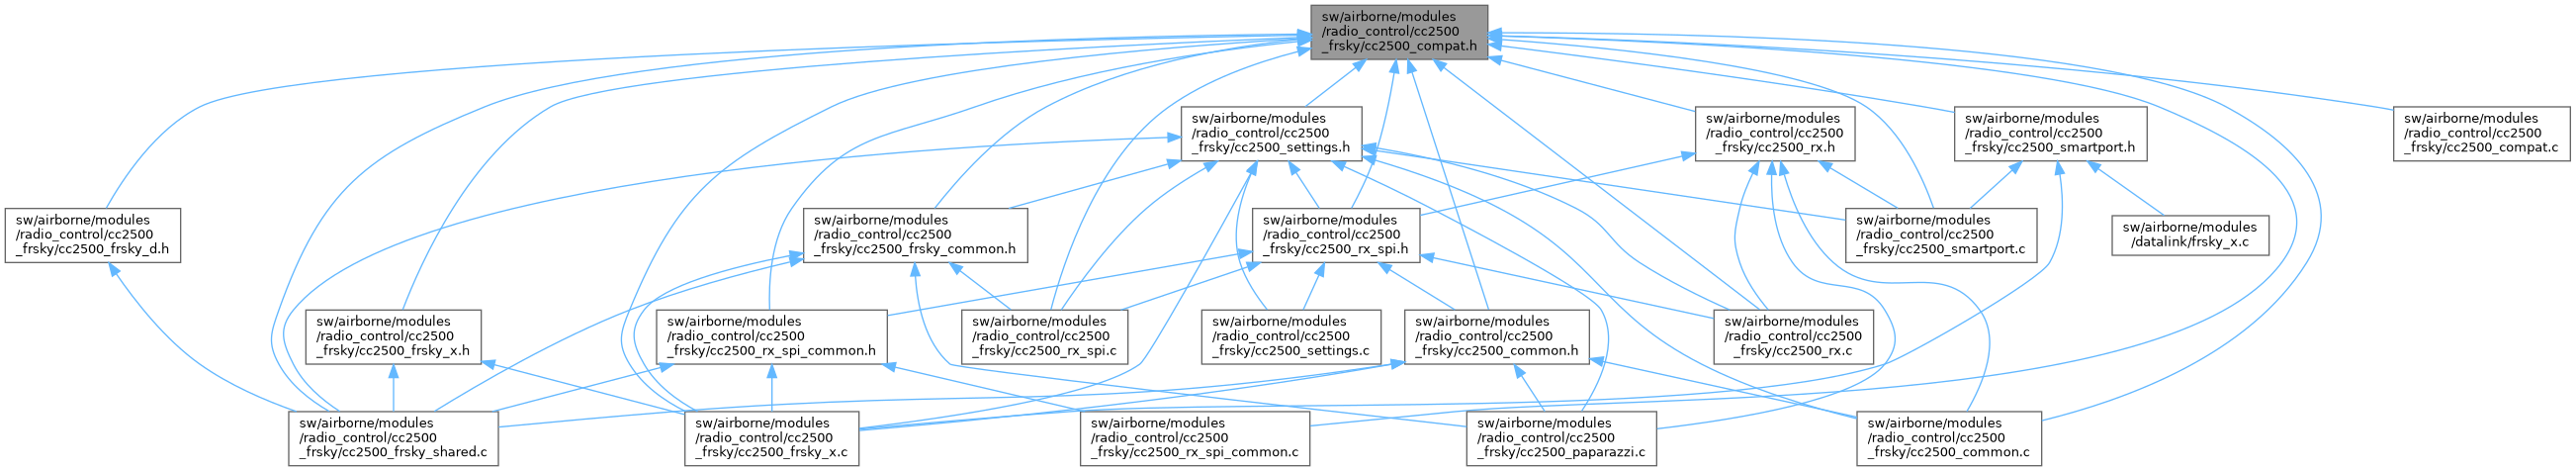 sw/airborne/modules
/radio_control/cc2500
_frsky/cc2500_compat.h
sw/airborne/modules
/radio_control/cc2500
_frsky/cc2500_settings.h
sw/airborne/modules
/radio_control/cc2500
_frsky/cc2500_rx.h
sw/airborne/modules
/radio_control/cc2500
_frsky/cc2500_smartport.h
sw/airborne/modules
/radio_control/cc2500
_frsky/cc2500_compat.c
sw/airborne/modules
/radio_control/cc2500
_frsky/cc2500_frsky_d.h
sw/airborne/modules
/radio_control/cc2500
_frsky/cc2500_frsky_common.h
sw/airborne/modules
/radio_control/cc2500
_frsky/cc2500_rx_spi.h
sw/airborne/modules
/radio_control/cc2500
_frsky/cc2500_smartport.c
sw/airborne/modules
/datalink/frsky_x.c
sw/airborne/modules
/radio_control/cc2500
_frsky/cc2500_frsky_x.h
sw/airborne/modules
/radio_control/cc2500
_frsky/cc2500_rx_spi_common.h
sw/airborne/modules
/radio_control/cc2500
_frsky/cc2500_rx_spi.c
sw/airborne/modules
/radio_control/cc2500
_frsky/cc2500_settings.c
sw/airborne/modules
/radio_control/cc2500
_frsky/cc2500_common.h
sw/airborne/modules
/radio_control/cc2500
_frsky/cc2500_rx.c
sw/airborne/modules
/radio_control/cc2500
_frsky/cc2500_frsky_shared.c
sw/airborne/modules
/radio_control/cc2500
_frsky/cc2500_frsky_x.c
sw/airborne/modules
/radio_control/cc2500
_frsky/cc2500_rx_spi_common.c
sw/airborne/modules
/radio_control/cc2500
_frsky/cc2500_paparazzi.c
sw/airborne/modules
/radio_control/cc2500
_frsky/cc2500_common.c